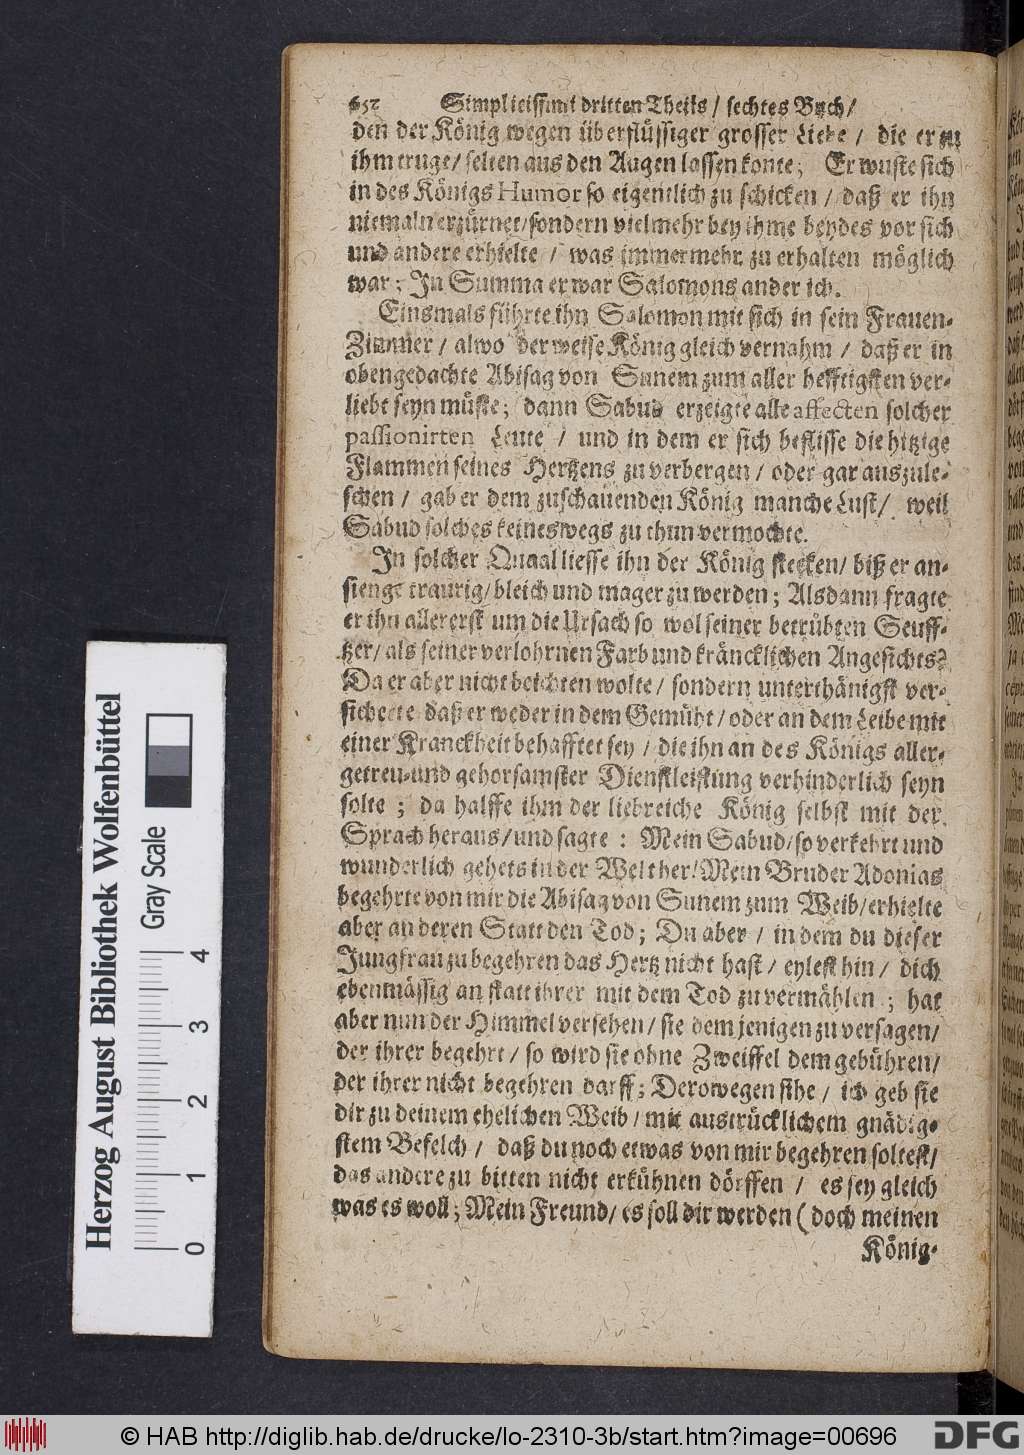 652 Simplicissimi dritten Theils / sechtes Buch /
den der König wegen überflüssiger grosser Liebe / die er zu
ihm truge / selten aus den Augen lassen konte; Er wuste sich
in des Königs Humor so eigentlich zu schicken / daß er ihn
niemaln erzürnet / sondern vielmehr bey ihme beydes vor sich
und andere erhielte / was immermehr zu erhalten möglich
war; In Summa er war Salomons ander ich.
Einsmals führte ihn Salomon mit sich in sein Frauen-
Zimmer / alwo der weise König gleich vernahm / daß er in
obengedachte Abisag von Sunem zum aller hefftigsten ver-
liebt seyn müste; dann Sabud erzeigte alle affecten solcher
passionirten Leute / und in dem er sich beflisse die hitzige
Flammen seines Hertzens zu verbergen / oder gar auszule-
schen / gab er dem zuschauenden König manche Lust / weil
Sabud solches keineswegs zu thun vermochte.
In solcher Quaal liesse ihn der König stecken / biß er an-
fienge traurig / bleich und mager zu werden; Alsdann fragte
er ihn allererst um die Ursach so wol seiner betrübten Seuff-
tzer / als seiner verlohrnen Farb und kräncklichen Angesichts?
Da er aber nicht beichten wolte / sondern unterthänigst ver-
sicherte daß er weder in dem Gemüht / oder an dem Leibe mit
einer Kranckheit behafftet sey / die ihn an des Königs aller-
getreu- und gehorsamster Dienstleistung verhinderlich seyn
solte ; da halffe ihm der liebreiche König selbst mit der
Sprach heraus / und sagte : Mein Sabud / so verkehrt und
wunderlich gehets in der Welt her! Mein Bruder Adonias
begehrte von mir die Abisag von Sunem zum Weib / erhielte
aber an deren Statt den Tod; Du aber / in dem du dieser
Jungfrau zu begehren das Hertz nicht hast / eylest hin / dich
ebenmässig an statt ihrer mit dem Tod zu vermählen ; hat
aber nun der Himmel versehen / sie dem jenigen zu versagen /
der ihrer begehrt / so wird sie ohne Zweiffel dem gebühren /
der ihrer nicht begehren darff; Derowegen sihe / ich geb sie
dir zu deinem ehelichen Weib / mit austrücklichem gnädig-
stem Befelch / daß du noch etwas von mir begehren soltest /
das andere zu bitten nicht erkühnen dörffen / es sey gleich
was es woll; Mein Freund / es soll dir werden ( doch meinen
König-
Herzog August Bibliothek Wolfenbüttel
Gray Scale
0 1 2 3 4
© HAB http://diglib.hab.de/drucke/lo-2310-3b/start.htm?image=00696
DFG